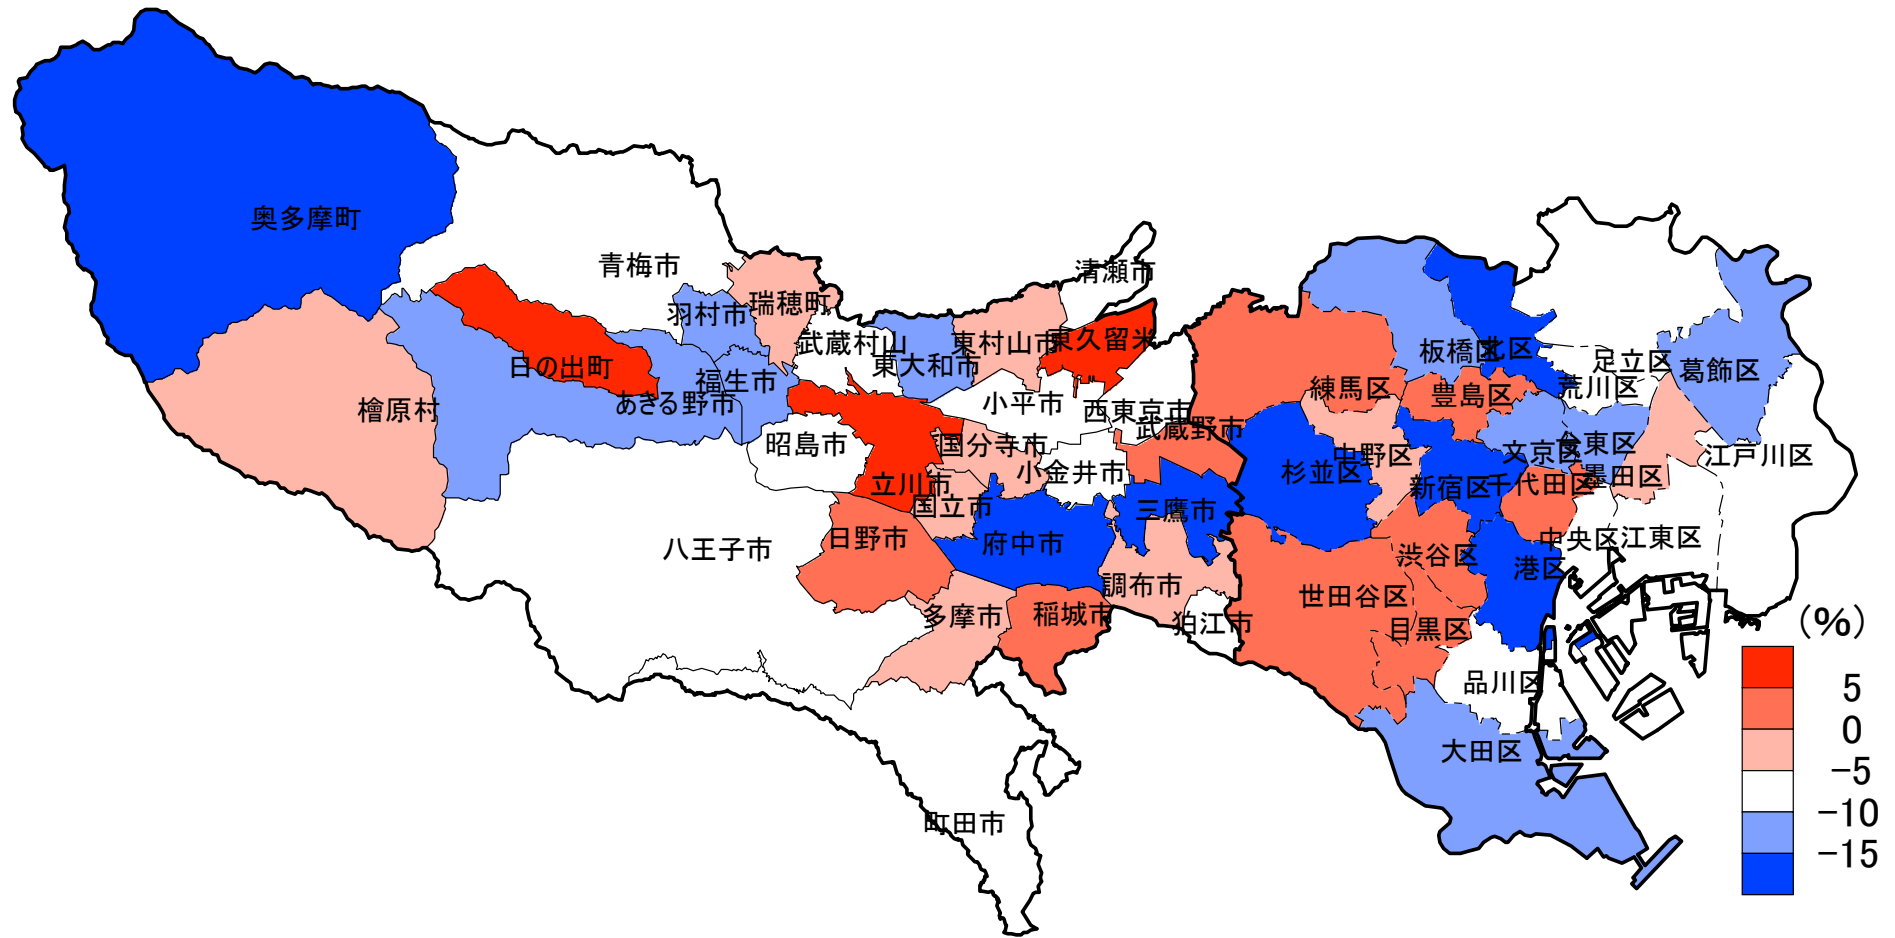 奥多摩町
青梅市
清瀬市
瑞穂町
羽村市
武蔵村山
東村山市
東久留米
東大和市
日の出町
福生市
あきる野市
檜原村
小平市
西東京市
武蔵野市
昭島市
国分寺市
小金井市
立川市
国立市
三鷹市
日野市
府中市
八王子市
調布市
多摩市
稲城市
狛江市
町田市
板橋区
北区
足立区
葛飾区
練馬区
豊島区
荒川区
中野区
文京区
台東区
江戸川区
杉並区
新宿区
千代田区
墨田区
渋谷区
港区
中央区
江東区
世田谷区
目黒区
品川区
大田区
(%)
5
0
-5
-10
-15